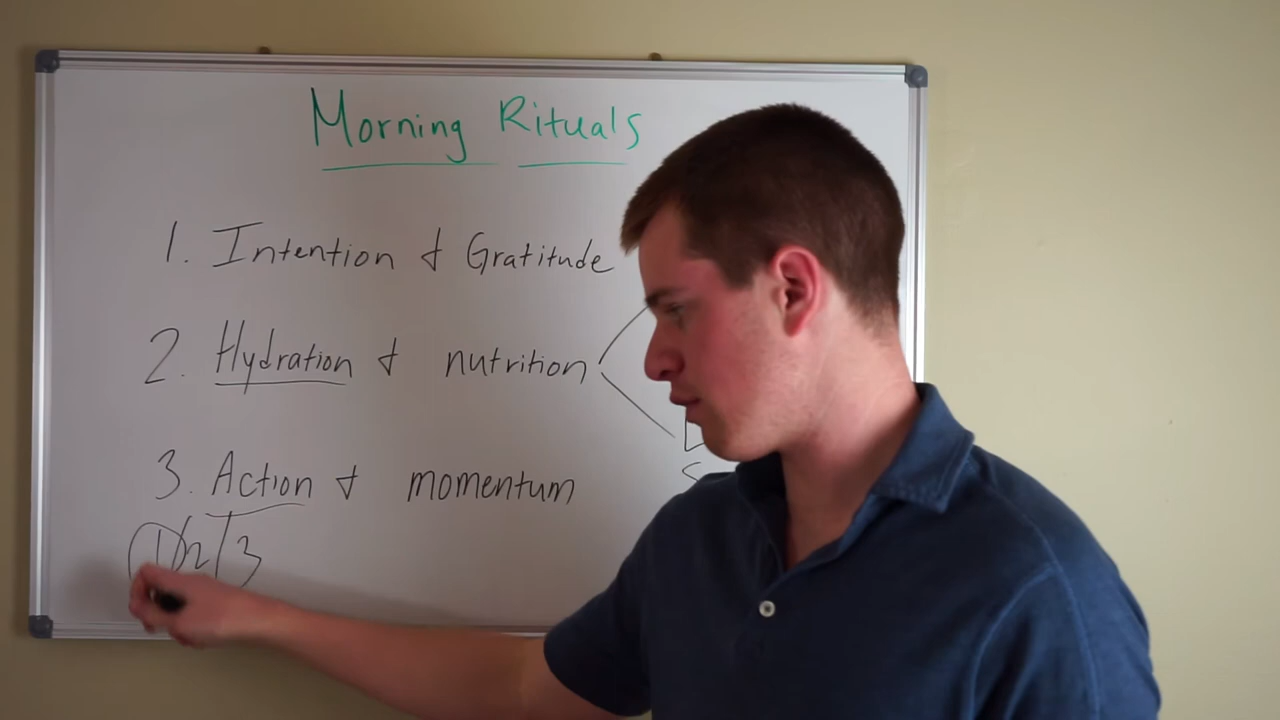 Morning Rituals
1. Intention & Gratitude
2. Hydration & nutrition
3. Action & momentum
1/2/3